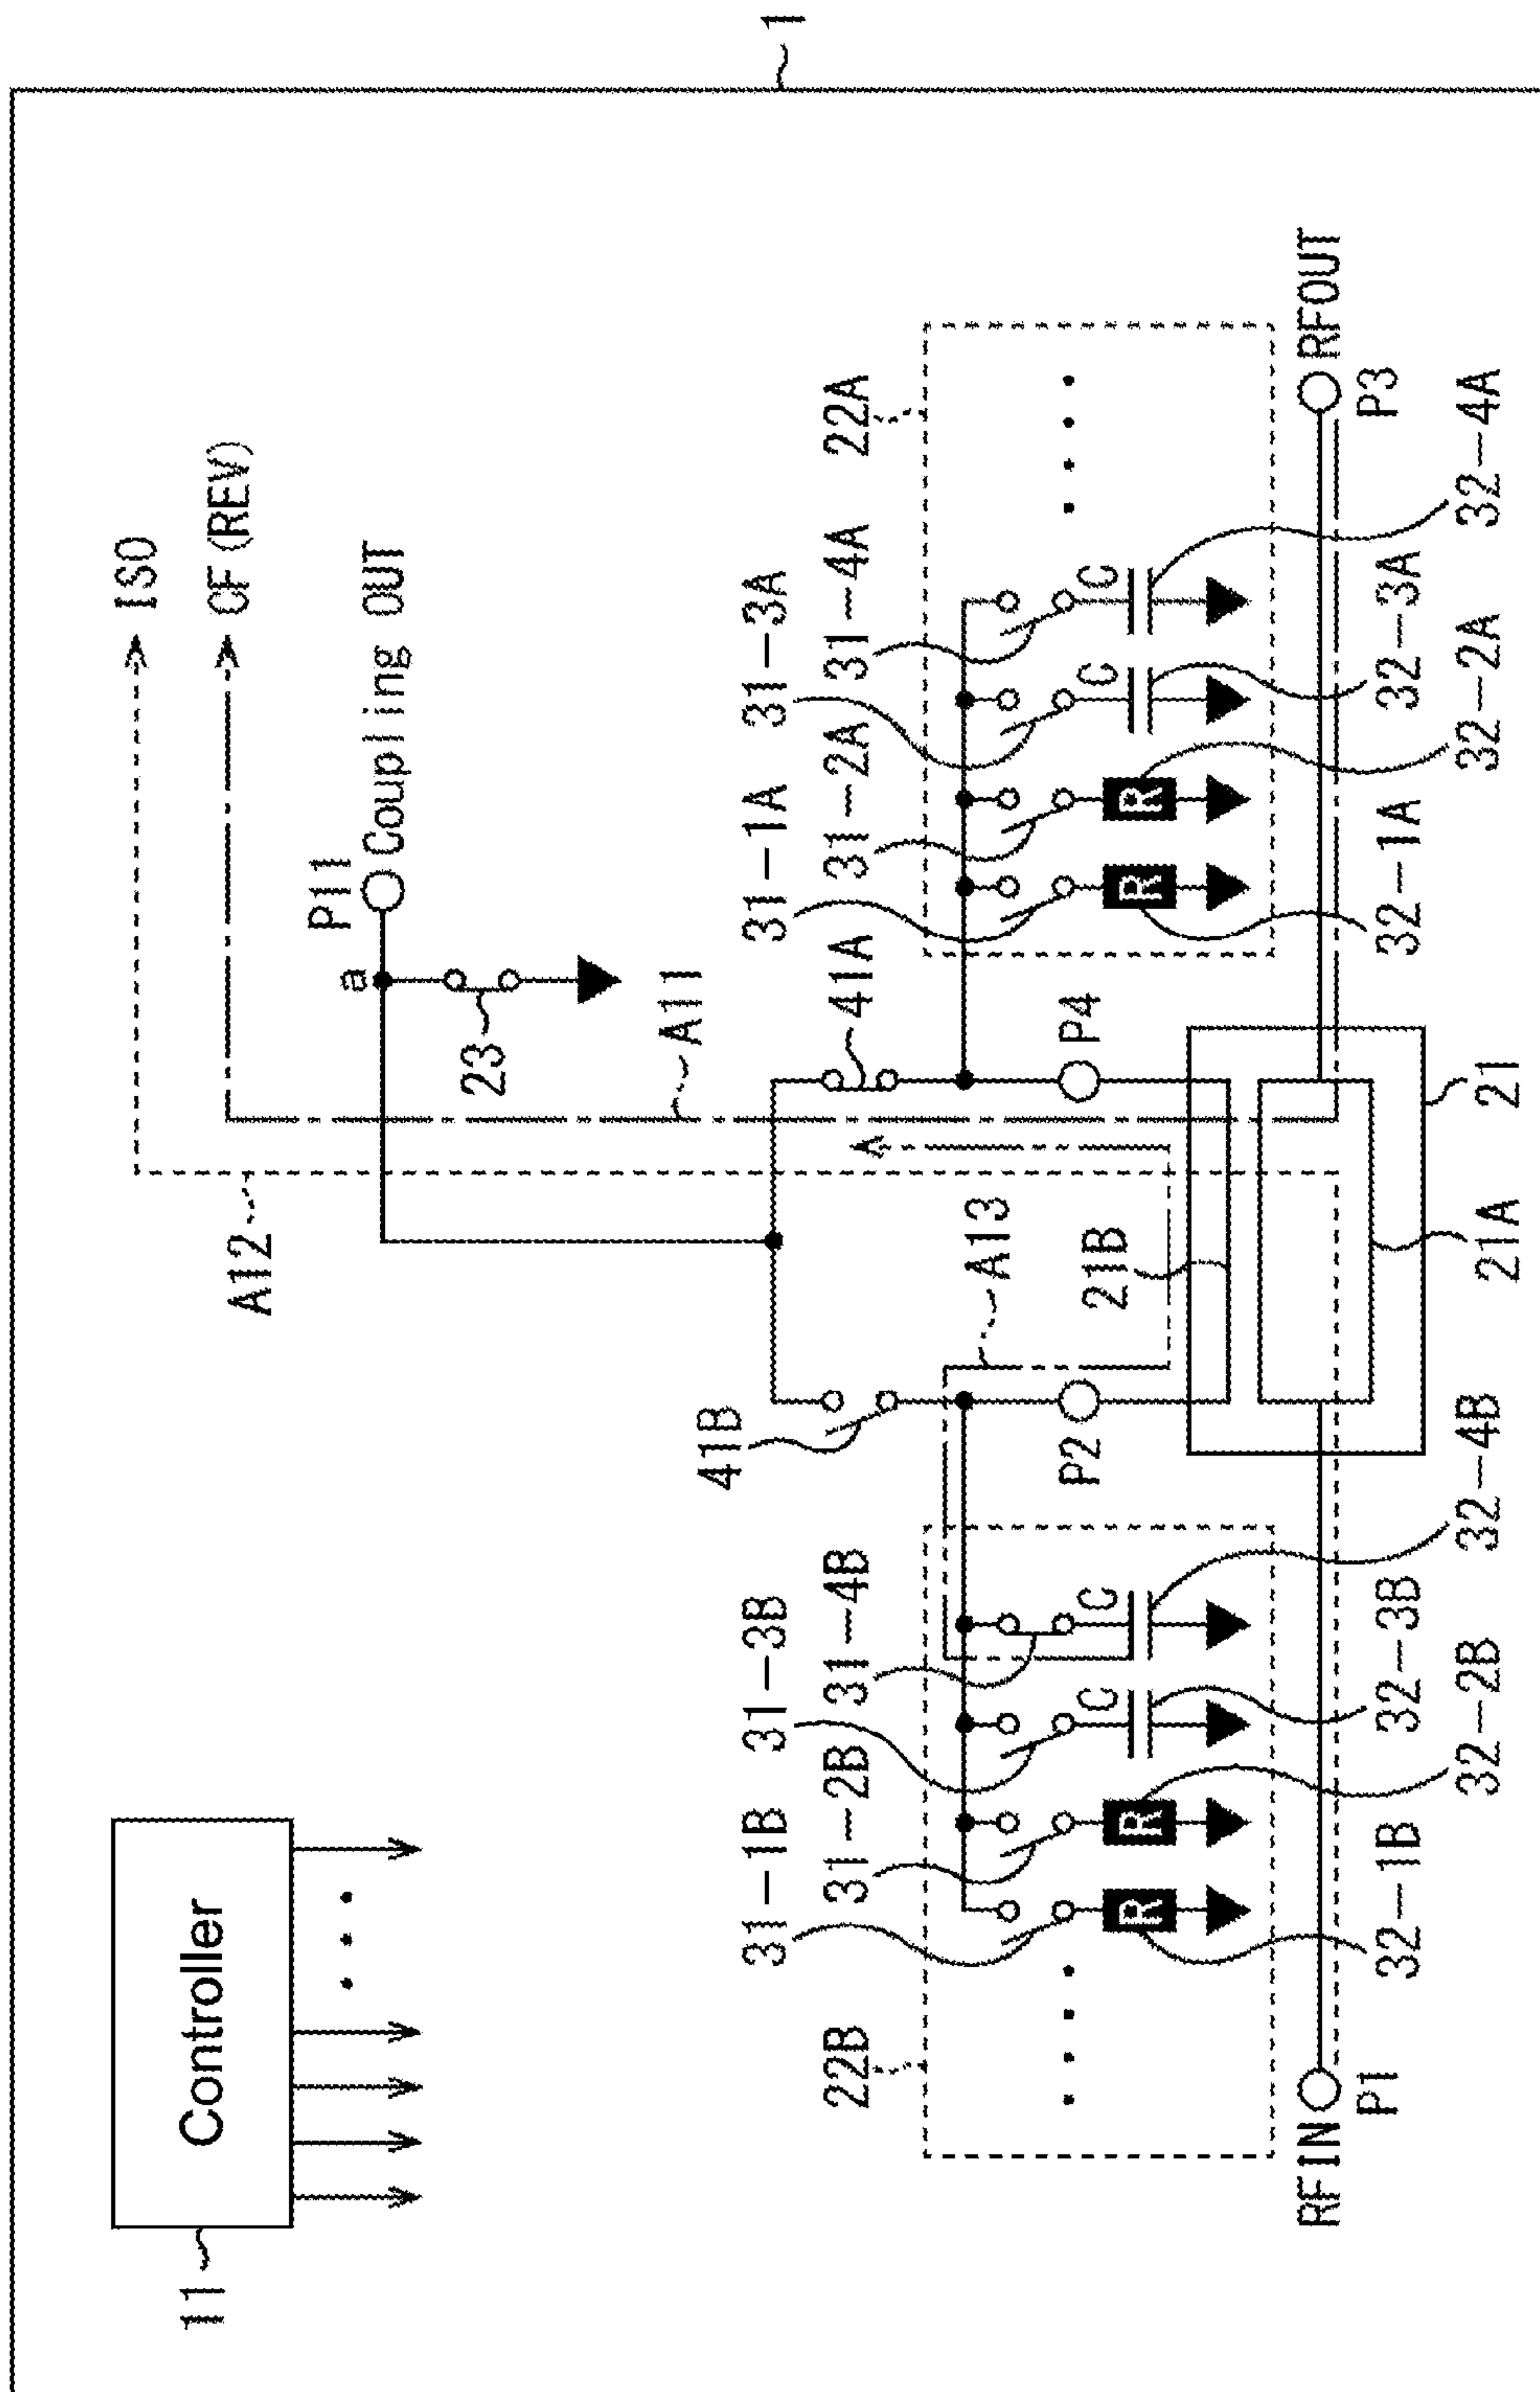 1
ISO
CF (REV)
P11
Coupling OUT
a
23
A11
A12
11
Controller
41A
41B
31-1A
31-3A
31-2A
31-4A
22A
C
C
R
R
P4
A13
21B
P2
31-1B
31-3B
22B
31-2B
31-4B
C
C
R
R
RFIN
P1
RFOUT
P3
32-1B
32-3B
32-1A
32-3A
32-2B
32-4B
21A
21
32-2A
32-4A